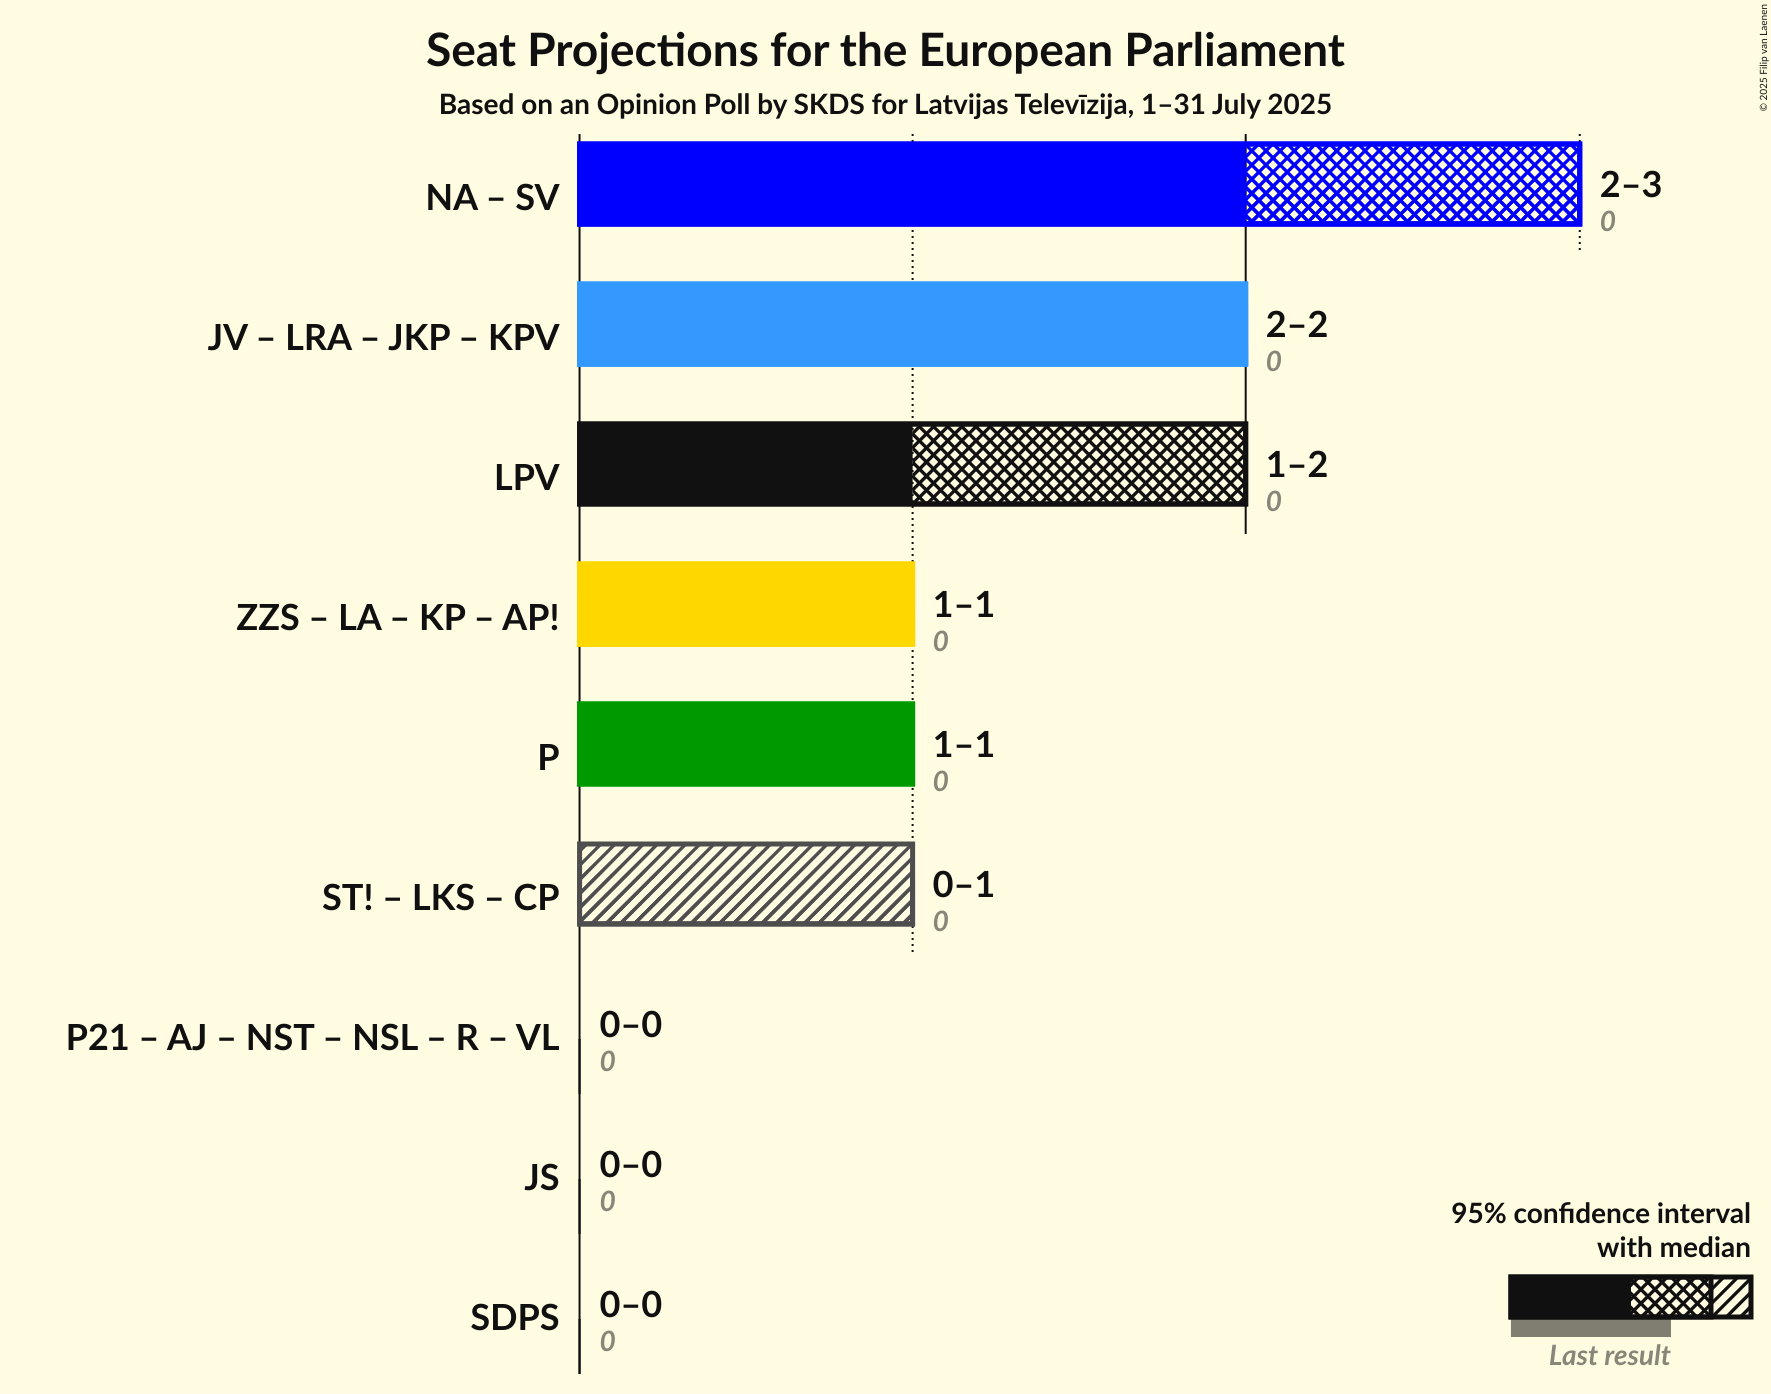 Seat Projections for the European Parliament
Based on an Opinion Poll by SKDS for Latvijas Televīzija, 1–31 July 2025
© 2025 Filip van Laenen
NA – SV
2–3
0
JV – LRA – JKP – KPV
2–2
0
LPV
1–2
0
ZZS – LA – KP – AP!
1–1
0
P
1–1
0
ST! – LKS – CP
0–1
0
P21 – AJ – NST – NSL – R – VL
0–0
0
JS
0–0
0
SDPS
0–0
0
95% confidence interval
with median
Last result